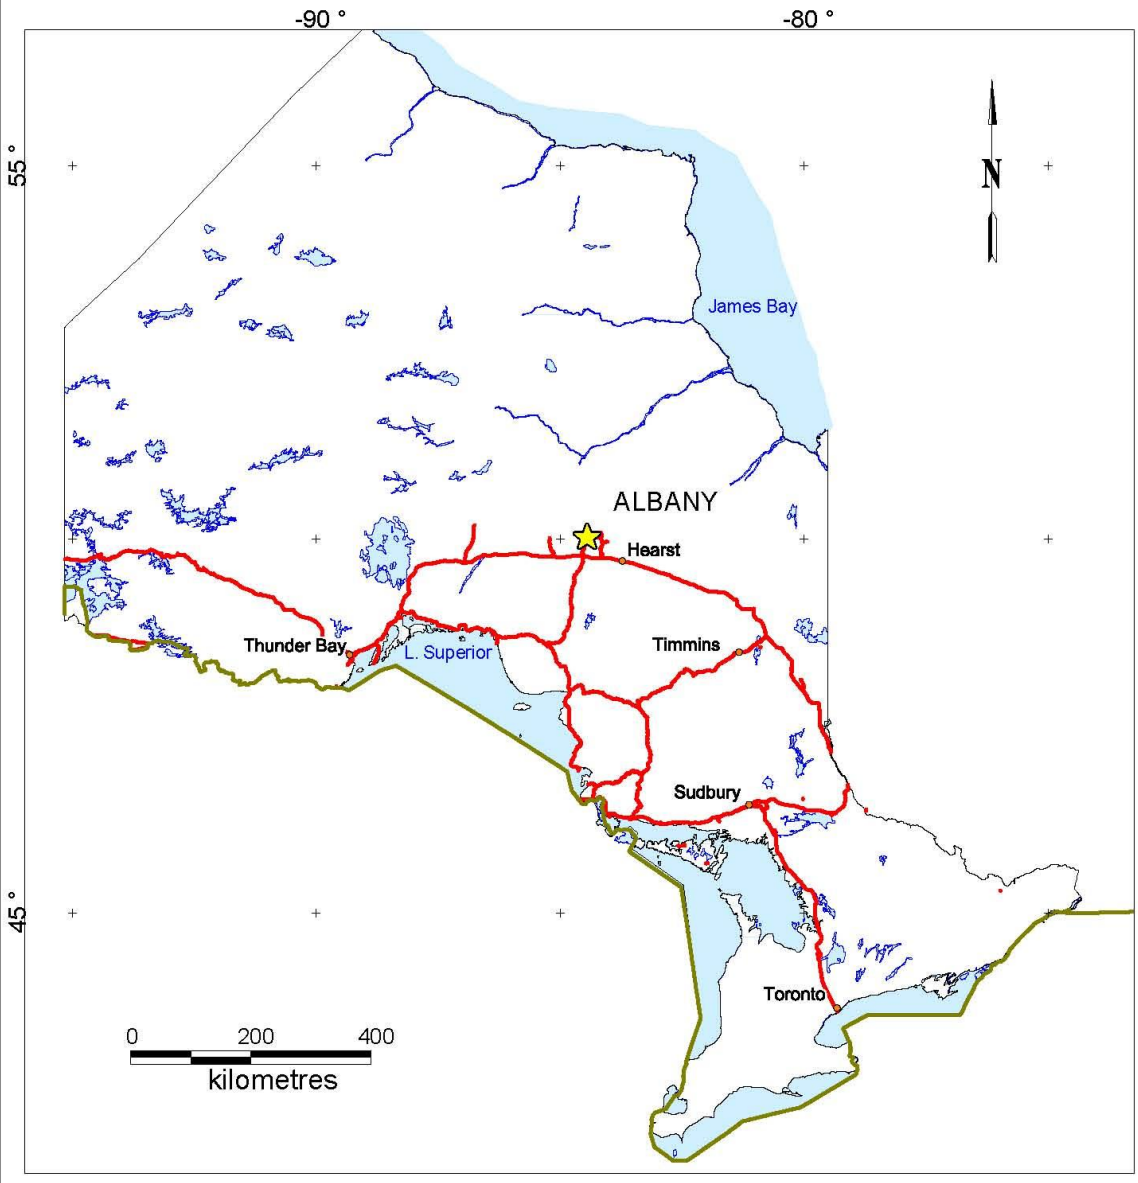 -90 °
-80 °
55 °
N
James Bay
ALBANY
Hearst
Thunder Bay
L. Superior
Timmins
Sudbury
45 °
Toronto
0 200 400
kilometres